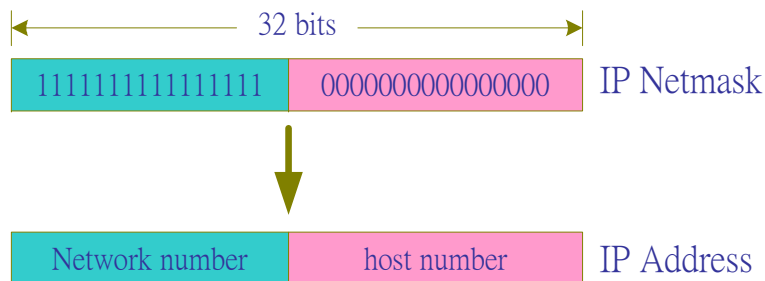 32 bits
1111111111111111 0000000000000000 IP Netmask
Network number host number IP Address